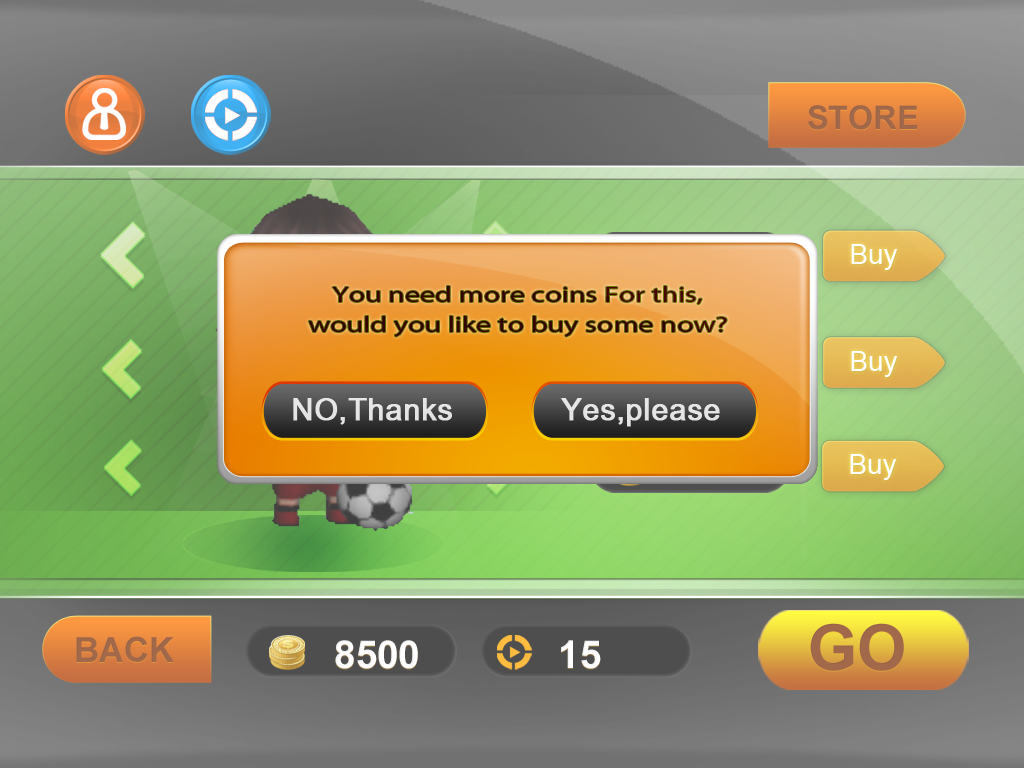 STORE
Buy
You need more coins For this,
would you like to buy some now?
Buy
NO,Thanks
Yes,please
Buy
BACK
8500
15
GO